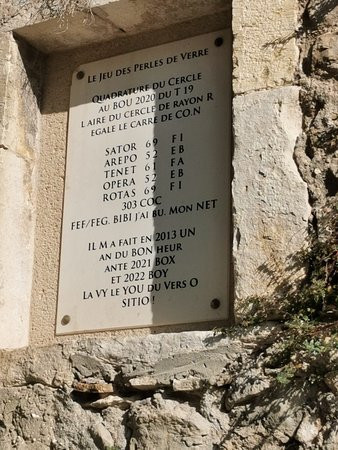 Le Jeu des Perles de Verre
Quadrature du Cercle
au BOU 2020 du T 19
L aire du cercle de rayon R
egale le carre de CO.N
SATOR 69 FI
AREPO 52 EB
TENET 61 FA
OPERA 52 EB
ROTAS 69 FI
303 COC
FEF/FEG. BIBI j'ai bu. Mon NET
Il m a fait en 2013 UN
an du BON heur
ante 2021 BOX
et 2022 BOY
La VY le YOU du Vers O
SITIO !